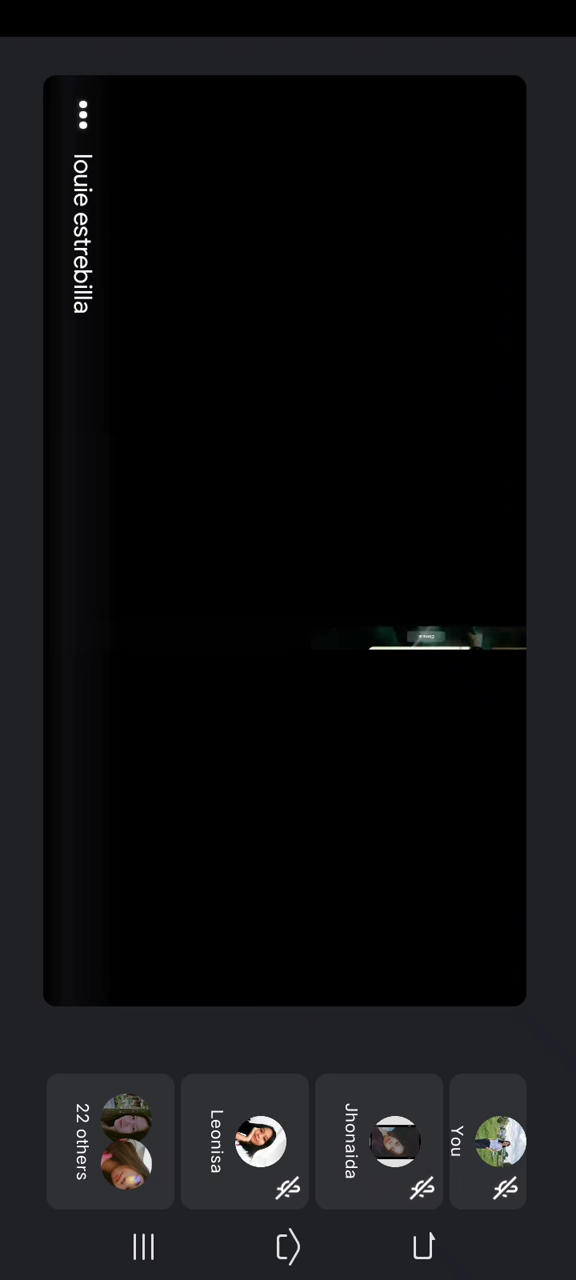 louie estrebilla
You
Jhonaida
Leonisa
22 others